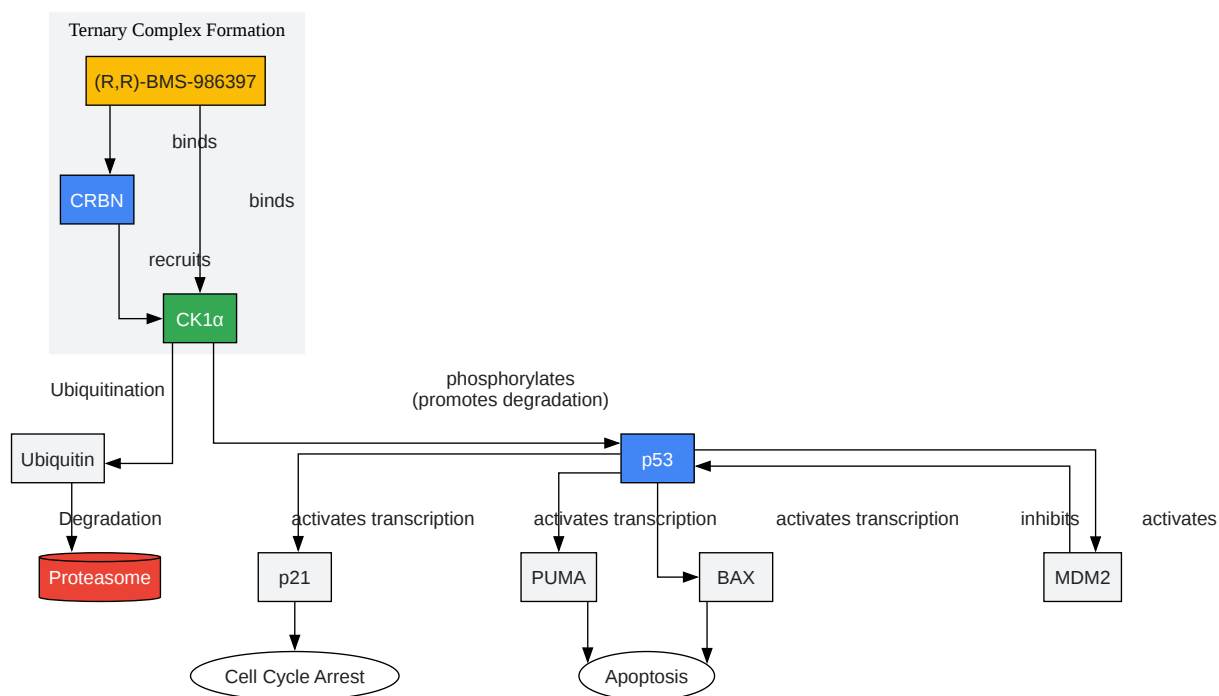 Ternary Complex Formation
(R,R)-BMS-986397
binds
CRBN
binds
recruits
CK1α
Ubiquitination
phosphorylates
(promotes degradation)
Ubiquitin
p53
Degradation
activates transcription
activates transcription
activates transcription
inhibits
activates
Proteasome
p21
PUMA
BAX
MDM2
Cell Cycle Arrest
Apoptosis